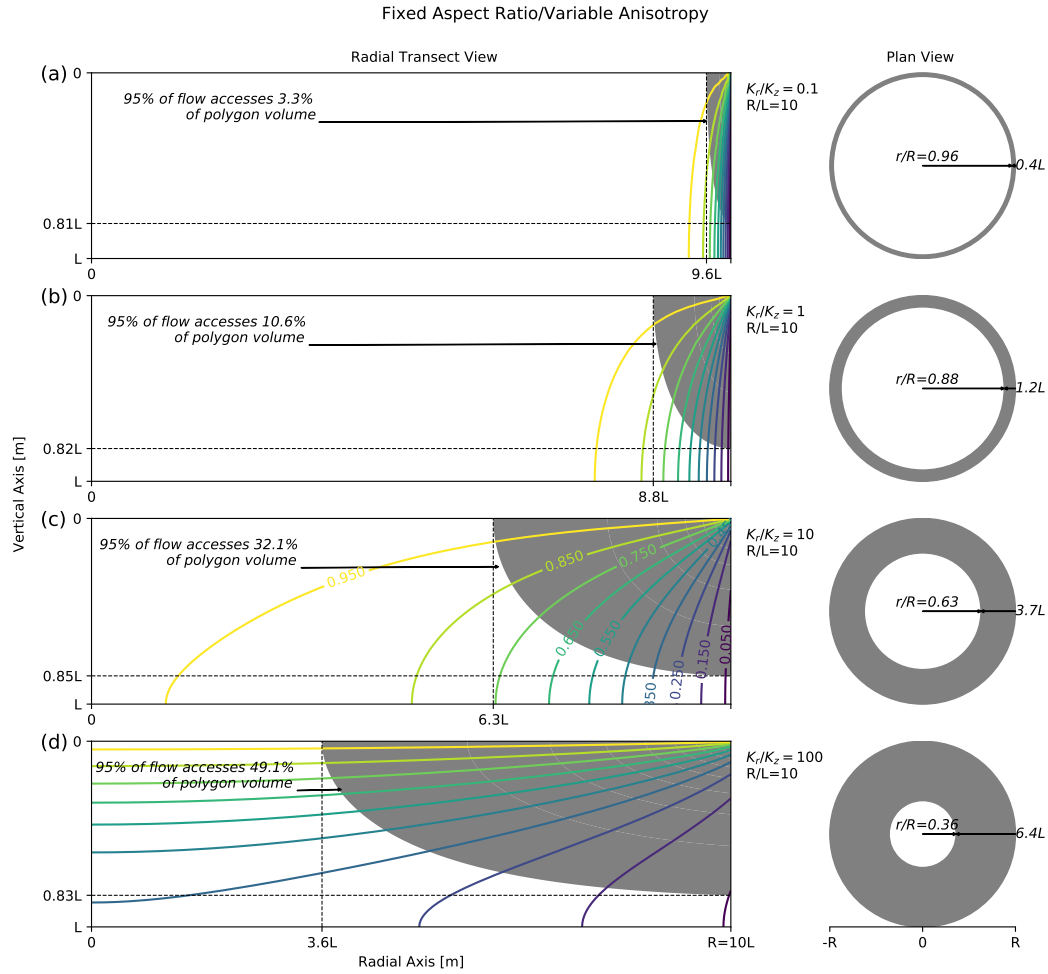 Fixed Aspect Ratio/Variable Anisotropy
Radial Transect View
Plan View
(a)
0
95% of flow accesses 3.3%
of polygon volume
0.81L
L
0
9.6L
K_r/K_z = 0.1
R/L=10
r/R=0.96
0.4L
(b)
0
95% of flow accesses 10.6%
of polygon volume
0.82L
L
0
8.8L
K_r/K_z = 1
R/L=10
r/R=0.88
1.2L
Vertical Axis [m]
(c)
0
95% of flow accesses 32.1%
of polygon volume
0.950
0.850
0.750
0.650
0.550
0.250
0.150
0.050
0.85L
L
0
6.3L
K_r/K_z = 10
R/L=10
r/R=0.63
3.7L
(d)
0
95% of flow accesses 49.1%
of polygon volume
0.83L
L
0
3.6L
R=10L
Radial Axis [m]
K_r/K_z = 100
R/L=10
r/R=0.36
6.4L
-R
0
R